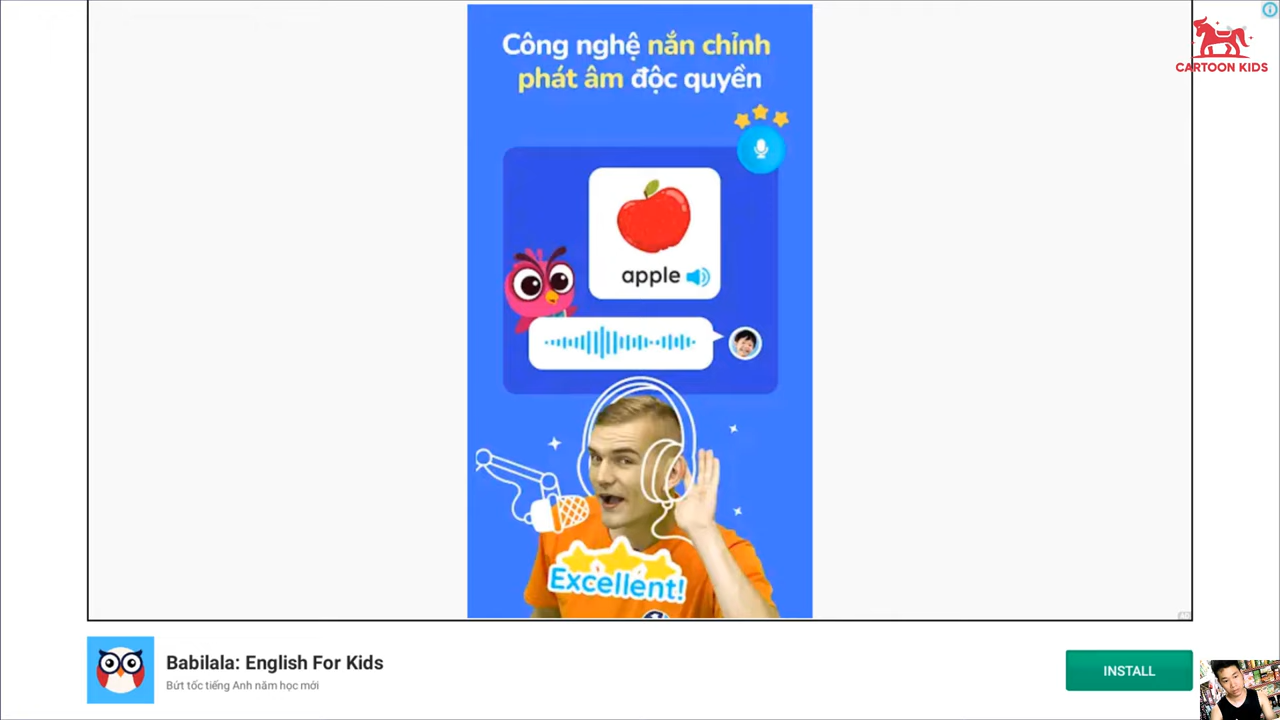 Công nghệ nắn chỉnh
phát âm độc quyền
CARTOON KIDS
apple
Excellent!
Babilala: English For Kids
Bứt tốc tiếng Anh năm học mới
INSTALL